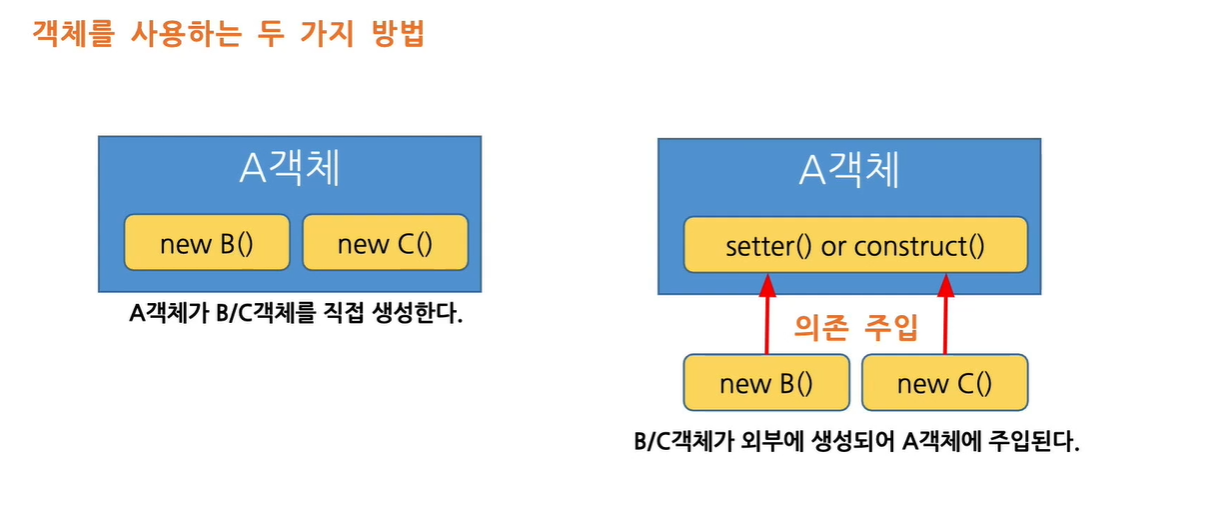 객체를 사용하는 두 가지 방법
A객체
new B()
new C()
A객체가 B/C객체를 직접 생성한다.
A객체
setter() or construct()
의존 주입
new B()
new C()
B/C객체가 외부에 생성되어 A객체에 주입된다.